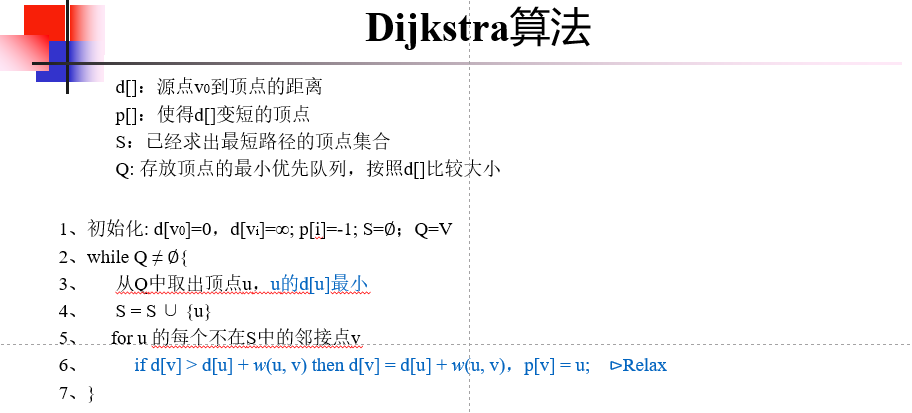 Dijkstra算法
d[]：源点v0到顶点的距离
p[]：使得d[]变短的顶点
S：已经求出最短路径的顶点集合
Q: 存放顶点的最小优先队列，按照d[]比较大小
1、初始化: d[v0]=0，d[vi]=∞; p[i]=-1; S=∅；Q=V
2、while Q ≠ ∅{
3、 从Q中取出顶点u，u的d[u]最小
4、 S = S ∪ {u}
5、 for u 的每个不在S中的邻接点v
6、 if d[v] > d[u] + w(u, v) then d[v] = d[u] + w(u, v)，p[v] = u; ⊳Relax
7、}